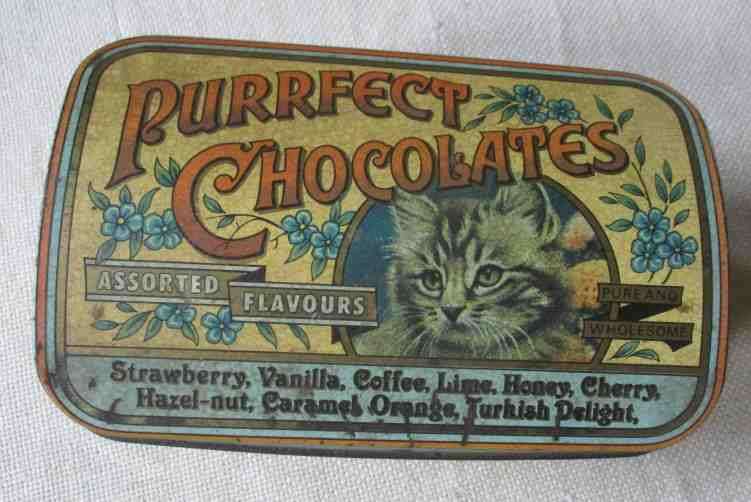 PURRFECT
CHOCOLATES
ASSORTED
FLAVOURS
PURE AND
WHOLESOME
Strawberry, Vanilla, Coffee, Lime, Honey, Cherry,
Hazel-nut, Caramel, Orange, Turkish Delight,